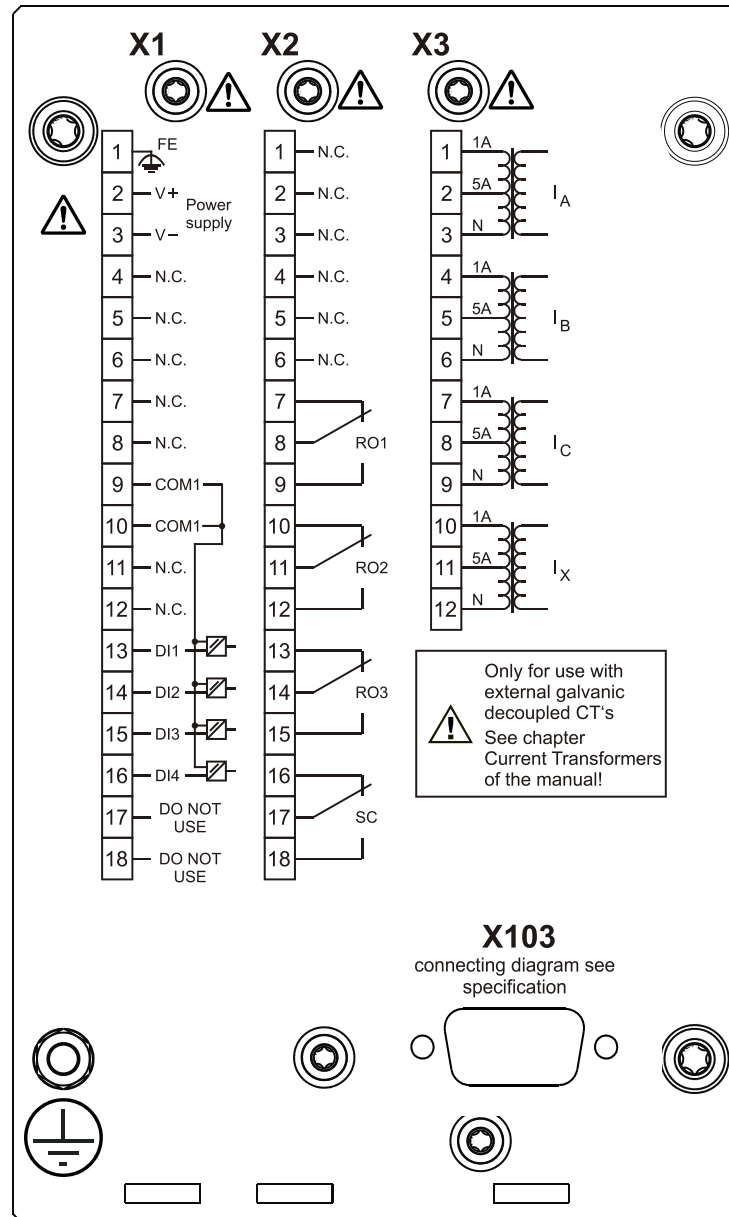 X1 X2 X3
1 FE
2 V+
Power
supply
3 V−
4 N.C.
5 N.C.
6 N.C.
7 N.C.
8 N.C.
9 COM1
10 COM1
11 N.C.
12 N.C.
13 DI1
14 DI2
15 DI3
16 DI4
17 DO NOT
USE
18 DO NOT
USE
1 N.C.
2 N.C.
3 N.C.
4 N.C.
5 N.C.
6 N.C.
7
8 RO1
9
10
11 RO2
12
13
14 RO3
15
16
17 SC
18
1 1A
2 5A IA
3 N
4 1A
5 5A IB
6 N
7 1A
8 5A IC
9 N
10 1A
11 5A IX
12 N
Only for use with
external galvanic
decoupled CT‘s
See chapter
Current Transformers
of the manual!
X103
connecting diagram see
specification